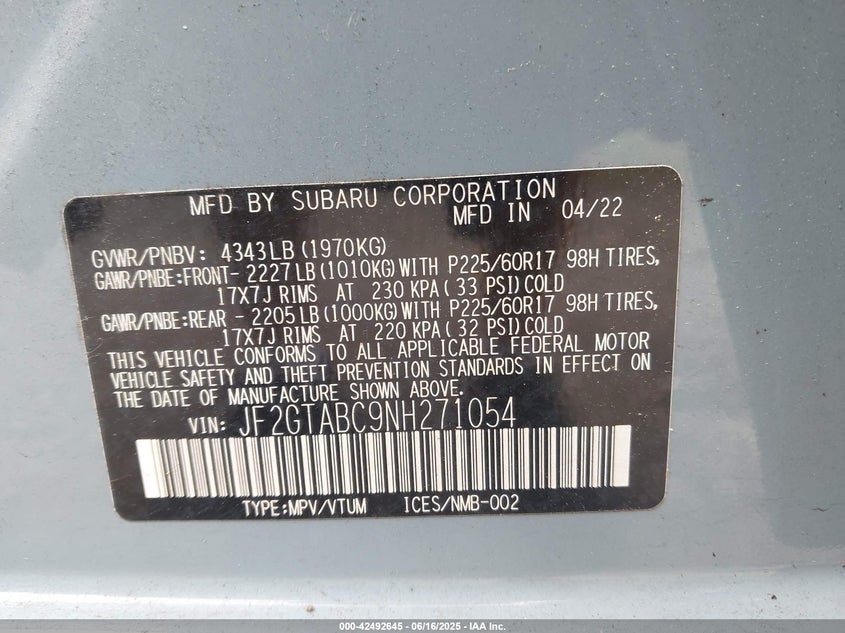 MFD BY SUBARU CORPORATION
MFD IN 04/22
GVWR/PNBV: 4343LB (1970KG)
GAWR/PNBE:FRONT- 2227LB (1010KG) WITH P225/60R17 98H TIRES,
17X7J RIMS AT 230 KPA ( 33 PSI) COLD
GAWR/PNBE:REAR - 2205LB (1000KG) WITH P225/60R17 98H TIRES,
17X7J RIMS AT 220 KPA ( 32 PSI) COLD
THIS VEHICLE CONFORMS TO ALL APPLICABLE FEDERAL MOTOR
VEHICLE SAFETY AND THEFT PREVENTION STANDARDS IN EFFECT ON
THE DATE OF MANUFACTURE SHOWN ABOVE.
VIN: JF2GTABC9NH271054
TYPE:MPV/VTUM ICES/NMB-002
000-42492645 - 06/16/2025 - IAA Inc.